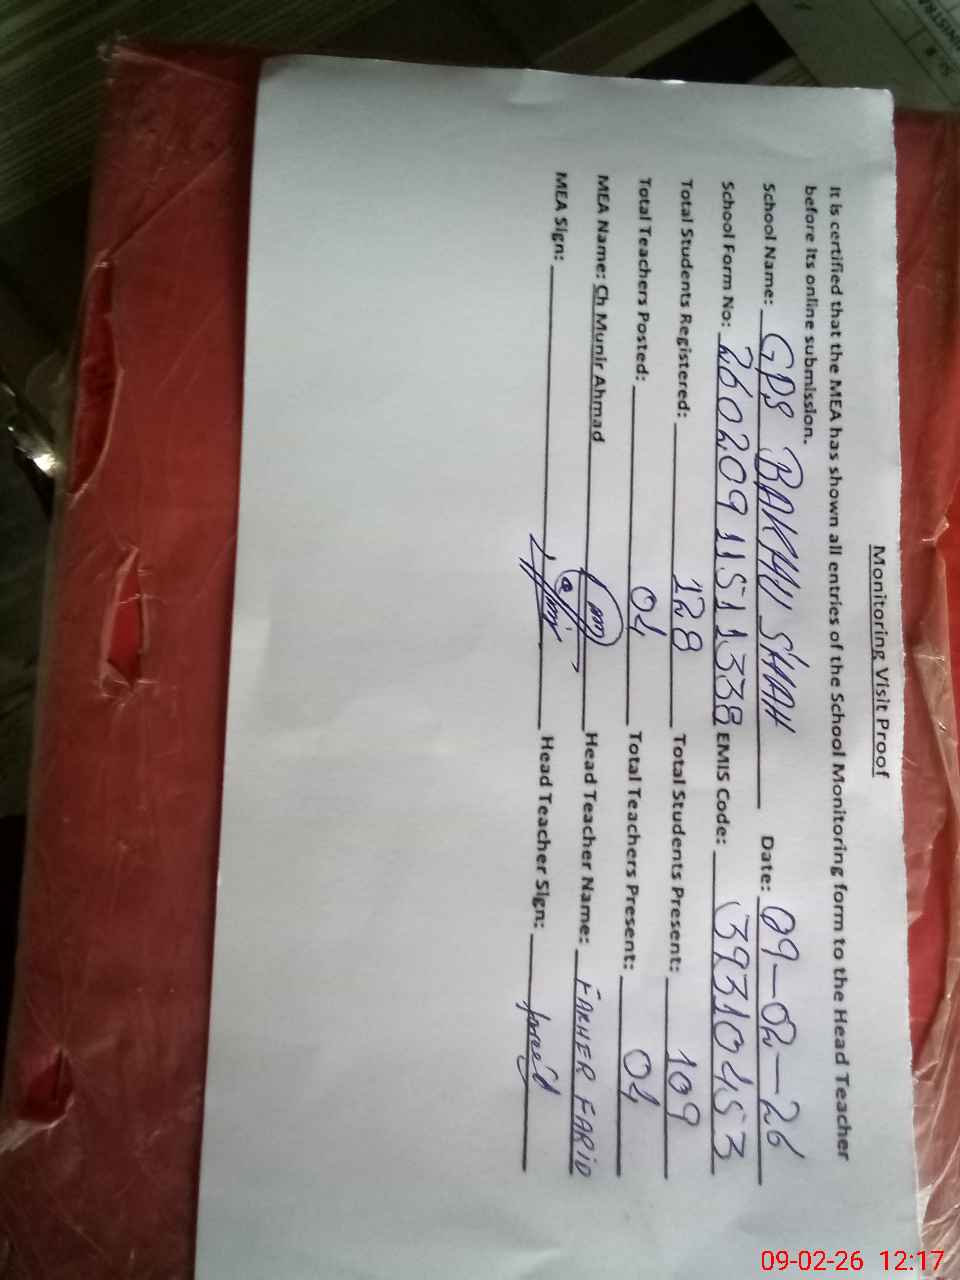 Monitoring Visit Proof
It is certified that the MEA has shown all entries of the School Monitoring form to the Head Teacher
before its online submission.
School Name: GPS BAKHU SHAH Date: 09-02-26
School Form No: 2602091151 1338 EMIS Code: 39310453
Total Students Registered: 128 Total Students Present: 109
Total Teachers Posted: 04 Total Teachers Present: 04
MEA Name: Ch Munir Ahmad Head Teacher Name: FARID
MEA Sign: Head Teacher Sign:
09-02-26 12:17